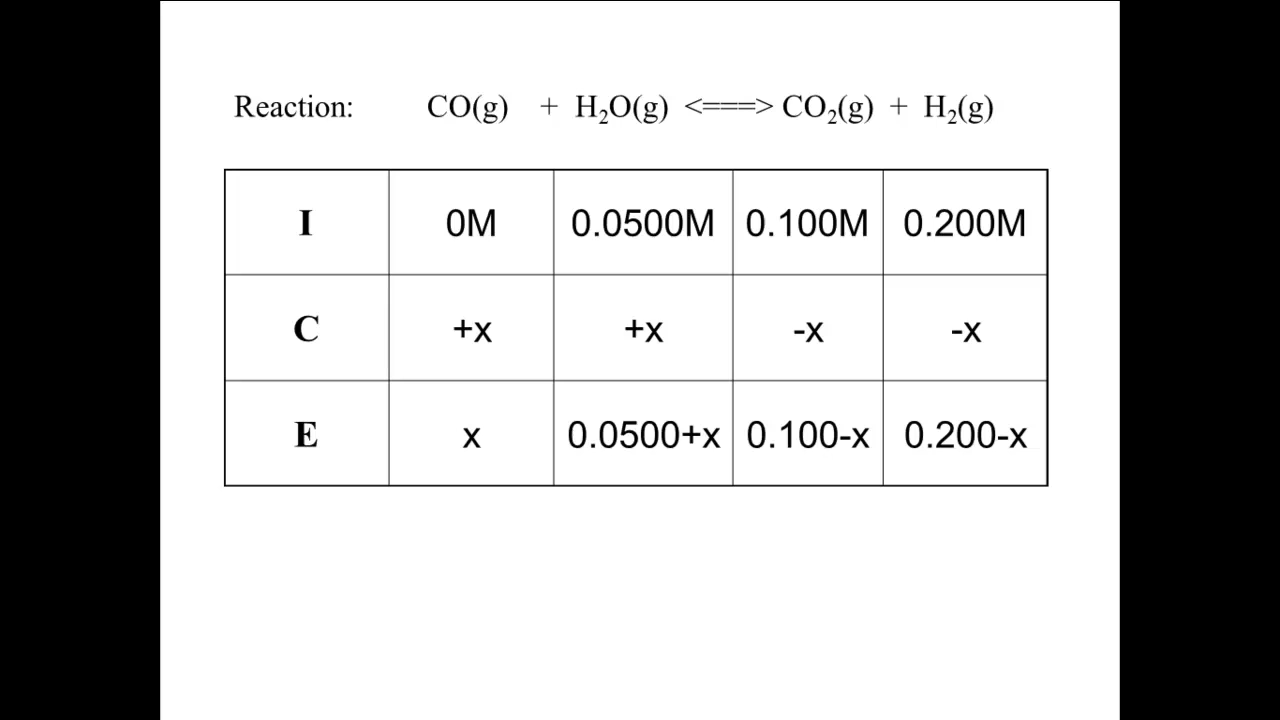 Reaction: CO(g) + H₂O(g) <===> CO₂(g) + H₂(g)
I 0M 0.0500M 0.100M 0.200M
C +x +x -x -x
E x 0.0500+x 0.100-x 0.200-x